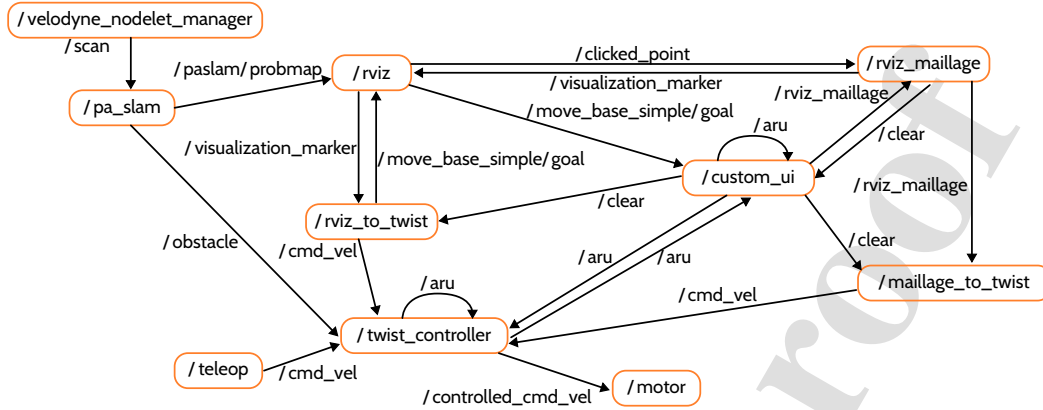 /velodyne_nodelet_manager
/scan
/clicked_point
/paslam/probmap
/rviz
/rviz_maillage
/visualization_marker
/rviz_maillage
/pa_slam
/move_base_simple/goal
/aru
/clear
/visualization_marker
/move_base_simple/goal
/custom_ui
/rviz_maillage
/clear
/rviz_to_twist
/obstacle
/cmd_vel
/clear
/aru
/aru
/aru
/maillage_to_twist
/cmd_vel
/twist_controller
/teleop
/cmd_vel
/motor
/controlled_cmd_vel
roof